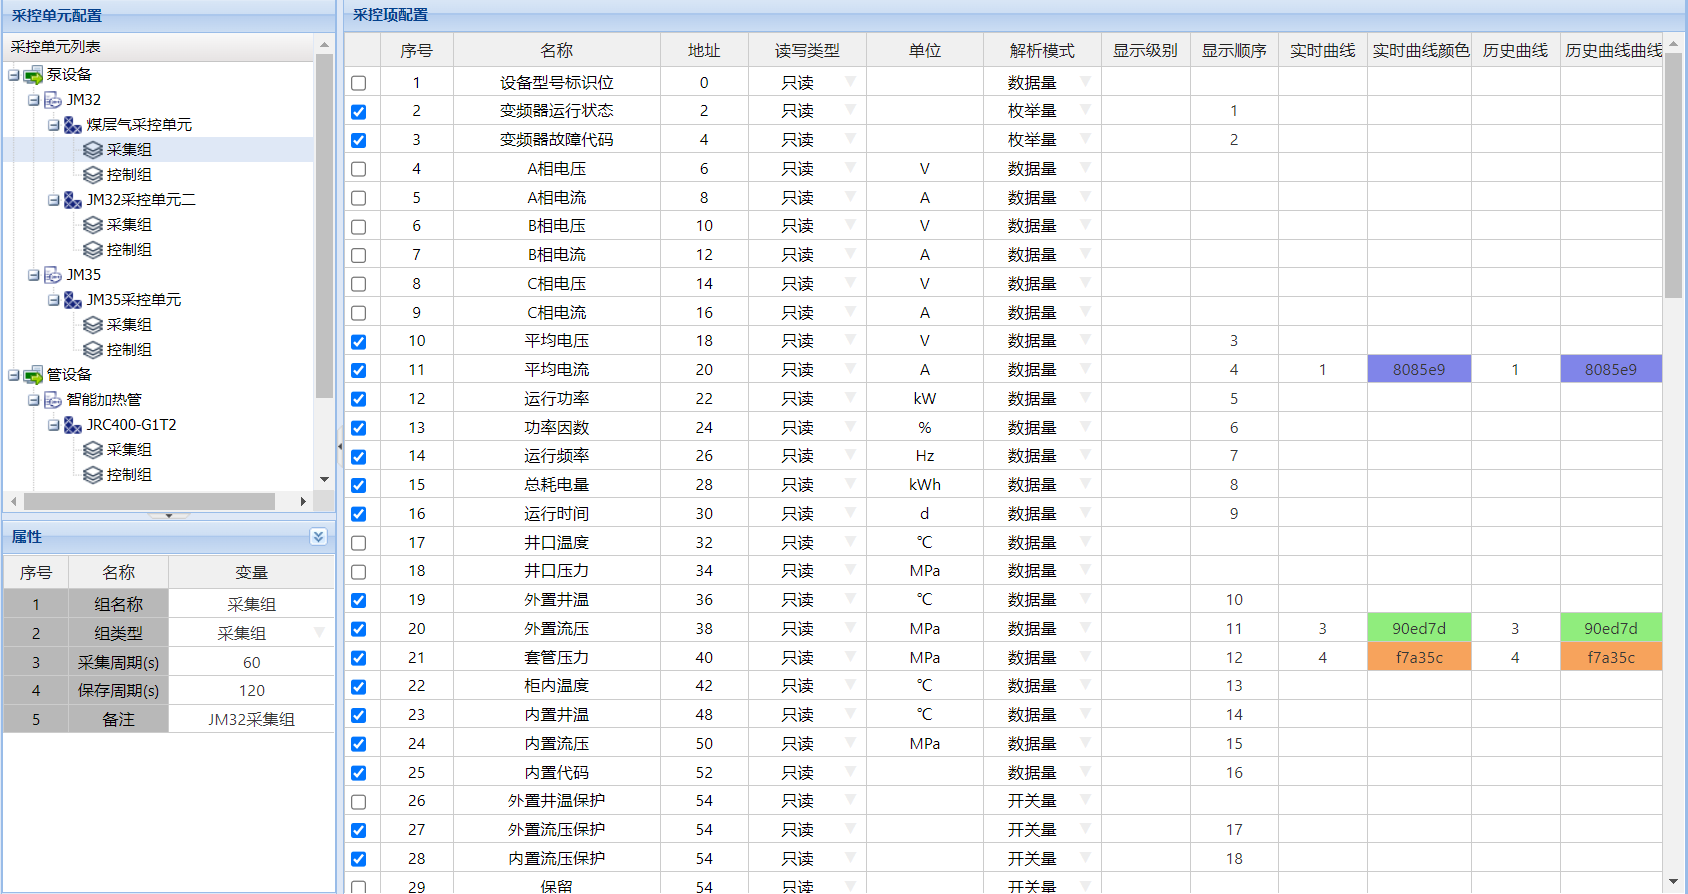 采控单元配置
采控单元列表
泵设备
JM32
煤层气采控单元
采集组
控制组
JM32采控单元二
采集组
控制组
JM35
JM35采控单元
采集组
控制组
管设备
智能加热管
JRC400-G1T2
采集组
控制组
属性
序号 名称 变量
1 组名称 采集组
2 组类型 采集组
3 采集周期(s) 60
4 保存周期(s) 120
5 备注 JM32采集组
采控项配置
序号 名称 地址 读写类型 单位 解析模式 显示级别 显示顺序 实时曲线 实时曲线颜色 历史曲线 历史曲线曲线
1 设备型号标识位 0 只读 数据量
2 变频器运行状态 2 只读 枚举量 1
3 变频器故障代码 4 只读 枚举量 2
4 A相电压 6 只读 V 数据量
5 A相电流 8 只读 A 数据量
6 B相电压 10 只读 V 数据量
7 B相电流 12 只读 A 数据量
8 C相电压 14 只读 V 数据量
9 C相电流 16 只读 A 数据量
10 平均电压 18 只读 V 数据量 3
11 平均电流 20 只读 A 数据量 4 1 8085e9 1 8085e9
12 运行功率 22 只读 kW 数据量 5
13 功率因数 24 只读 % 数据量 6
14 运行频率 26 只读 Hz 数据量 7
15 总耗电量 28 只读 kWh 数据量 8
16 运行时间 30 只读 d 数据量 9
17 井口温度 32 只读 ℃ 数据量
18 井口压力 34 只读 MPa 数据量
19 外置井温 36 只读 ℃ 数据量 10
20 外置流压 38 只读 MPa 数据量 11 3 90ed7d 3 90ed7d
21 套管压力 40 只读 MPa 数据量 12 4 f7a35c 4 f7a35c
22 柜内温度 42 只读 ℃ 数据量 13
23 内置井温 48 只读 ℃ 数据量 14
24 内置流压 50 只读 MPa 数据量 15
25 内置代码 52 只读 数据量 16
26 外置井温保护 54 只读 开关量
27 外置流压保护 54 只读 开关量 17
28 内置流压保护 54 只读 开关量 18
29 保留 54 只读 开关量